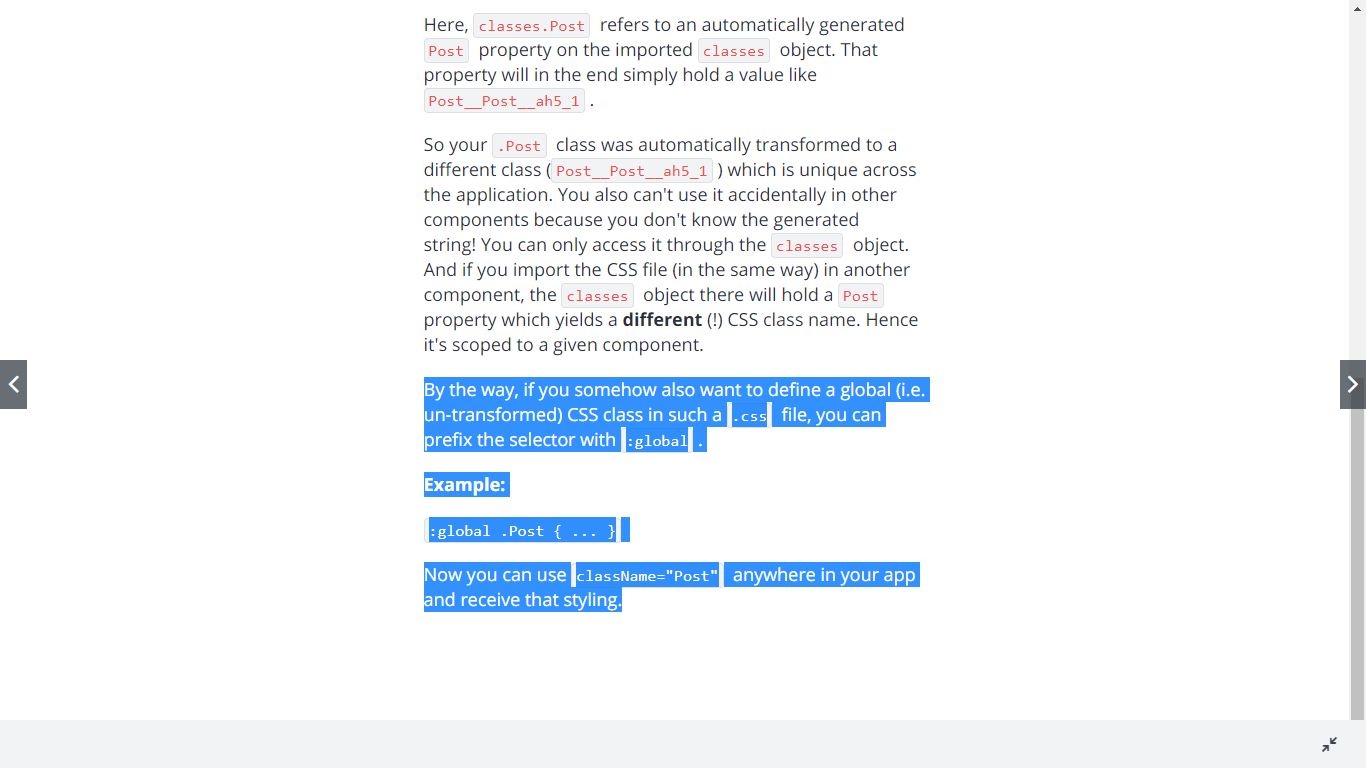 Here, classes.Post refers to an automatically generated
Post property on the imported classes object. That
property will in the end simply hold a value like
Post__Post__ah5_1 .
So your .Post class was automatically transformed to a
different class ( Post__Post__ah5_1 ) which is unique across
the application. You also can't use it accidentally in other
components because you don't know the generated
string! You can only access it through the classes object.
And if you import the CSS file (in the same way) in another
component, the classes object there will hold a Post
property which yields a different (!) CSS class name. Hence
it's scoped to a given component.
By the way, if you somehow also want to define a global (i.e.
un-transformed) CSS class in such a .css file, you can
prefix the selector with :global .
Example:
:global .Post { ... }
Now you can use className="Post" anywhere in your app
and receive that styling.